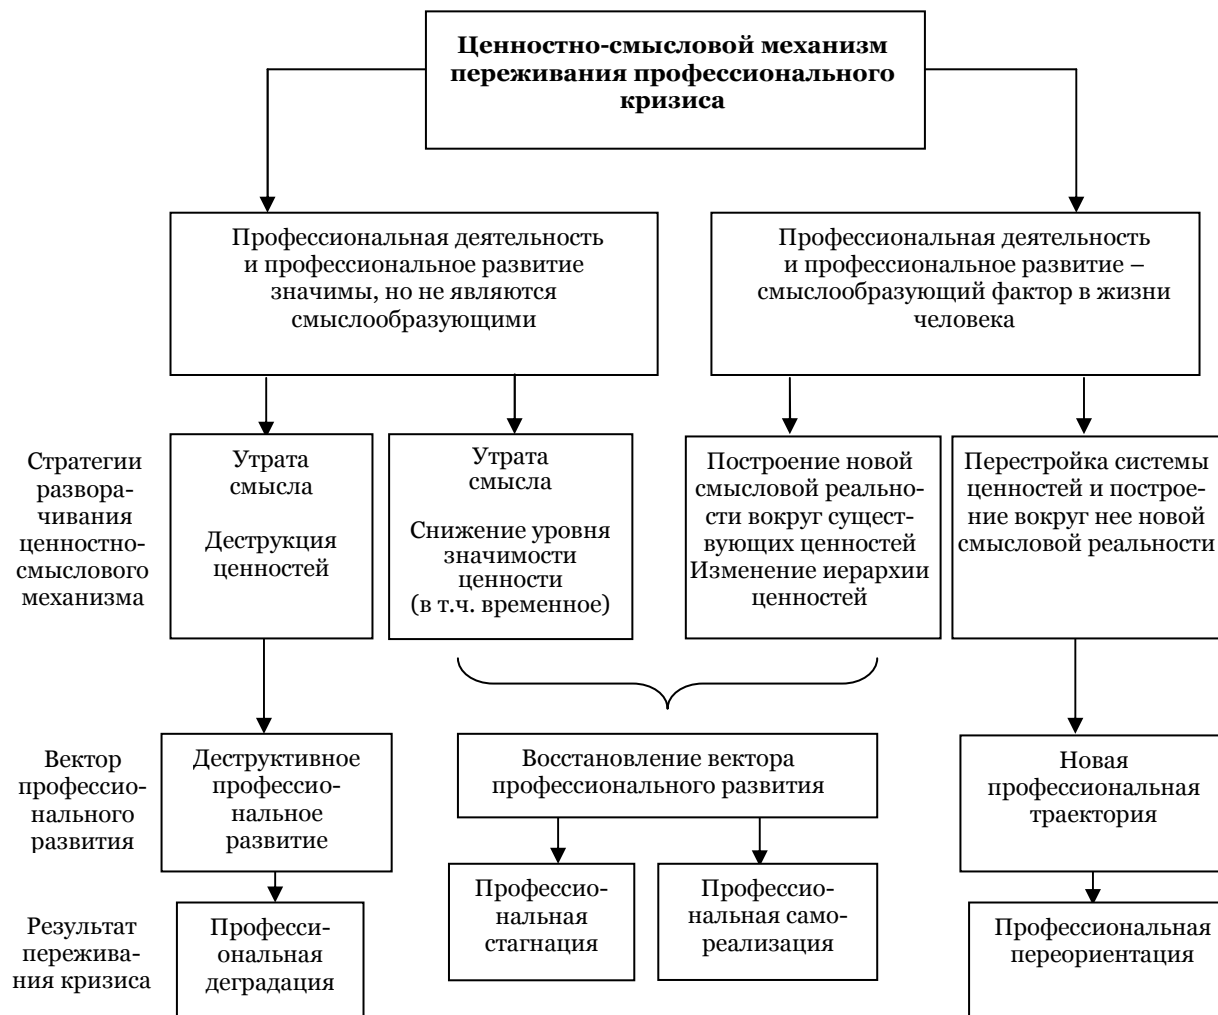 Ценностно-смысловой механизм
переживания профессионального
кризиса
Профессиональная деятельность
и профессиональное развитие
значимы, но не являются
смыслообразующими
Профессиональная деятельность
и профессиональное развитие –
смыслообразующий фактор в жизни
человека
Стратегии
развора-
чивания
ценностно-
смыслового
механизма
Утрата
смысла
Деструкция
ценностей
Утрата
смысла
Снижение уровня
значимости
ценности
(в т.ч. временное)
Построение новой
смысловой реально-
сти вокруг сущест-
вующих ценностей
Изменение иерархии
ценностей
Перестройка системы
ценностей и построе-
ние вокруг нее новой
смысловой реальности
Вектор
профессио-
нального
развития
Деструктивное
профессио-
нальное
развитие
Восстановление вектора
профессионального развития
Новая
профессиональная
траектория
Результат
пережива-
ния кризиса
Професси-
ональная
деградация
Профессио-
нальная
стагнация
Профессио-
нальная само-
реализация
Профессиональная
переориентация